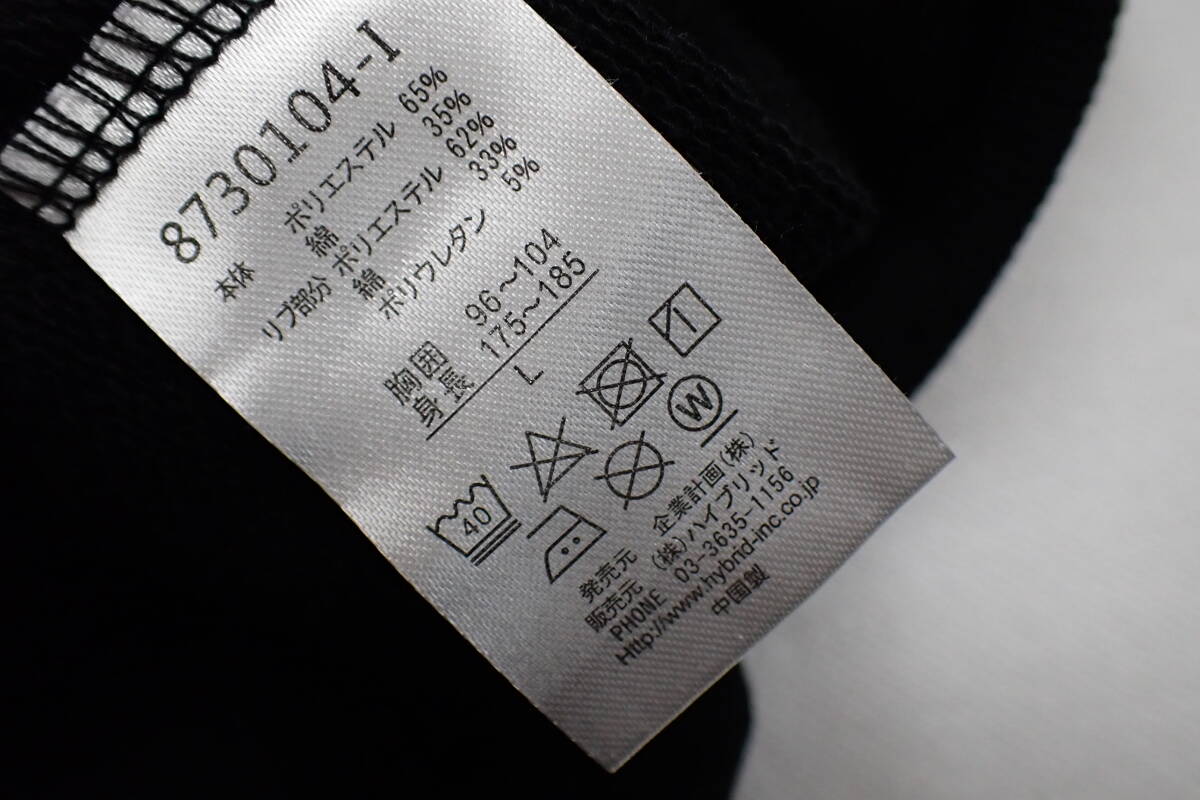 8730104-I
本体 ポリエステル 65%
綿 35%
リブ部分 ポリエステル 62%
綿 33%
ポリウレタン 5%
胸囲 96～104
身長 175～185
L
40
W
発売元 企業計画(株)
販売元 (株)ハイブリッド
PHONE 03-3635-1156
Http://www.hybrid-inc.co.jp
中国製